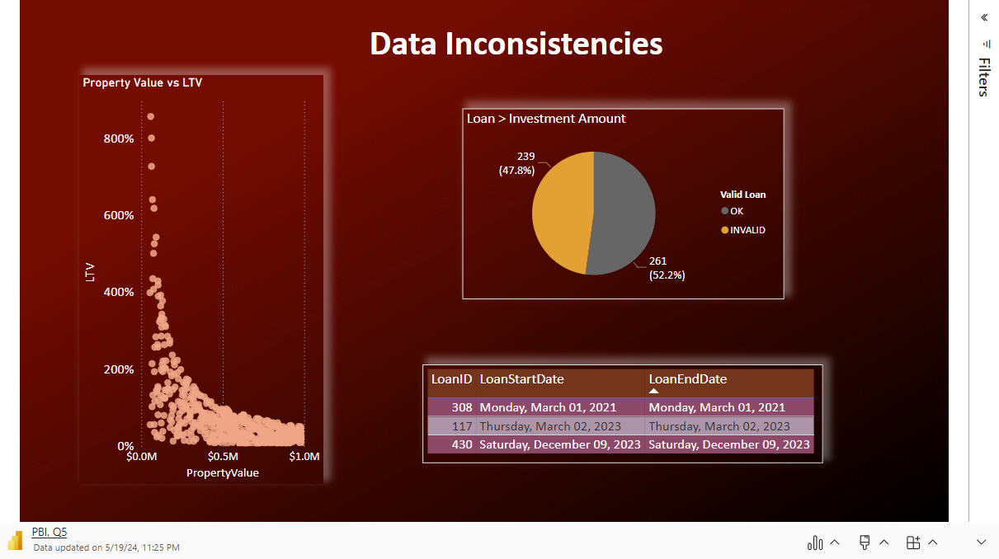 Data Inconsistencies
Property Value vs LTV
800%
600%
400%
200%
0%
LTV
$0.0M $0.5M $1.0M
PropertyValue
Loan > Investment Amount
239
(47.8%)
261
(52.2%)
Valid Loan
OK
INVALID
LoanID LoanStartDate LoanEndDate
308 Monday, March 01, 2021 Monday, March 01, 2021
117 Thursday, March 02, 2023 Thursday, March 02, 2023
430 Saturday, December 09, 2023 Saturday, December 09, 2023
Filters
PBI, Q5
Data updated on 5/19/24, 11:25 PM